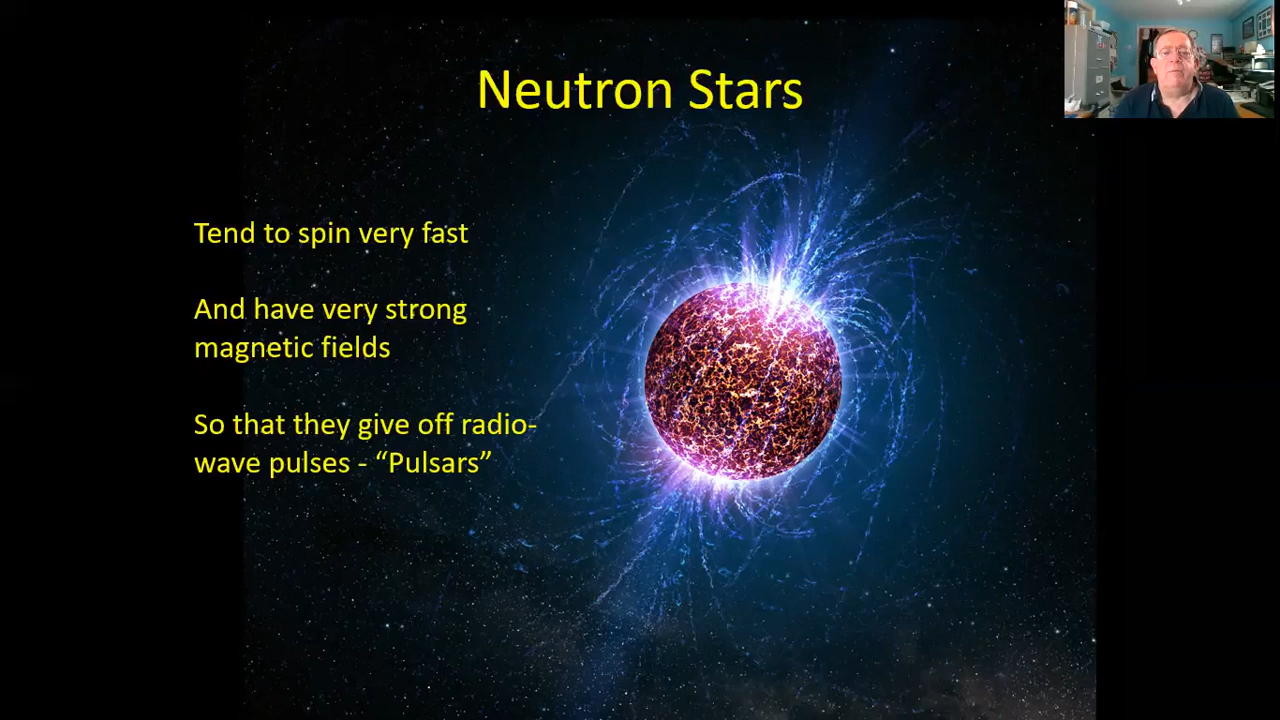 Neutron Stars
Tend to spin very fast
And have very strong
magnetic fields
So that they give off radio-
wave pulses - “Pulsars”